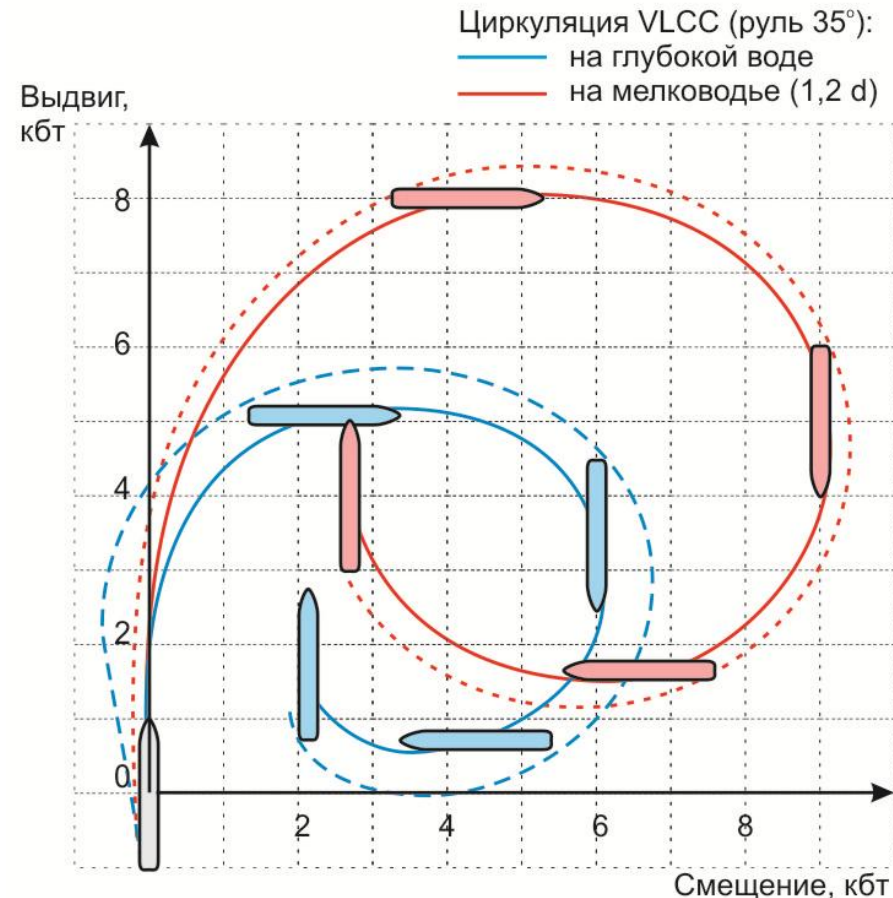 Циркуляция VLCC (руль 35°):
на глубокой воде
на мелководье (1,2 d)
Выдвиг,
кбт
8
6
4
2
0
2 4 6 8
Смещение, кбт